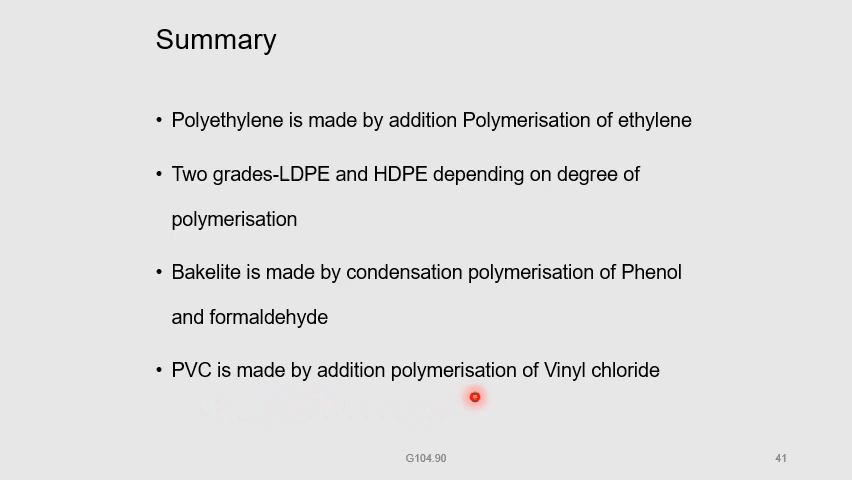 Summary
• Polyethylene is made by addition Polymerisation of ethylene
• Two grades-LDPE and HDPE depending on degree of
polymerisation
• Bakelite is made by condensation polymerisation of Phenol
and formaldehyde
• PVC is made by addition polymerisation of Vinyl chloride
G104.90
41